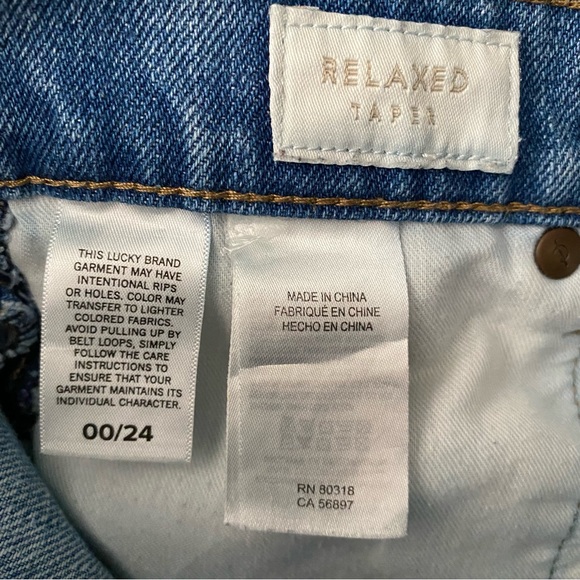 RELAXED
TAPER
THIS LUCKY BRAND
GARMENT MAY HAVE
INTENTIONAL RIPS
OR HOLES. COLOR MAY
TRANSFER TO LIGHTER
COLORED FABRICS.
AVOID PULLING UP BY
BELT LOOPS, SIMPLY
FOLLOW THE CARE
INSTRUCTIONS TO
ENSURE THAT YOUR
GARMENT MAINTAINS ITS
INDIVIDUAL CHARACTER.
00/24
MADE IN CHINA
FABRIQUÉ EN CHINE
HECHO EN CHINA
RN 80318
CA 56897